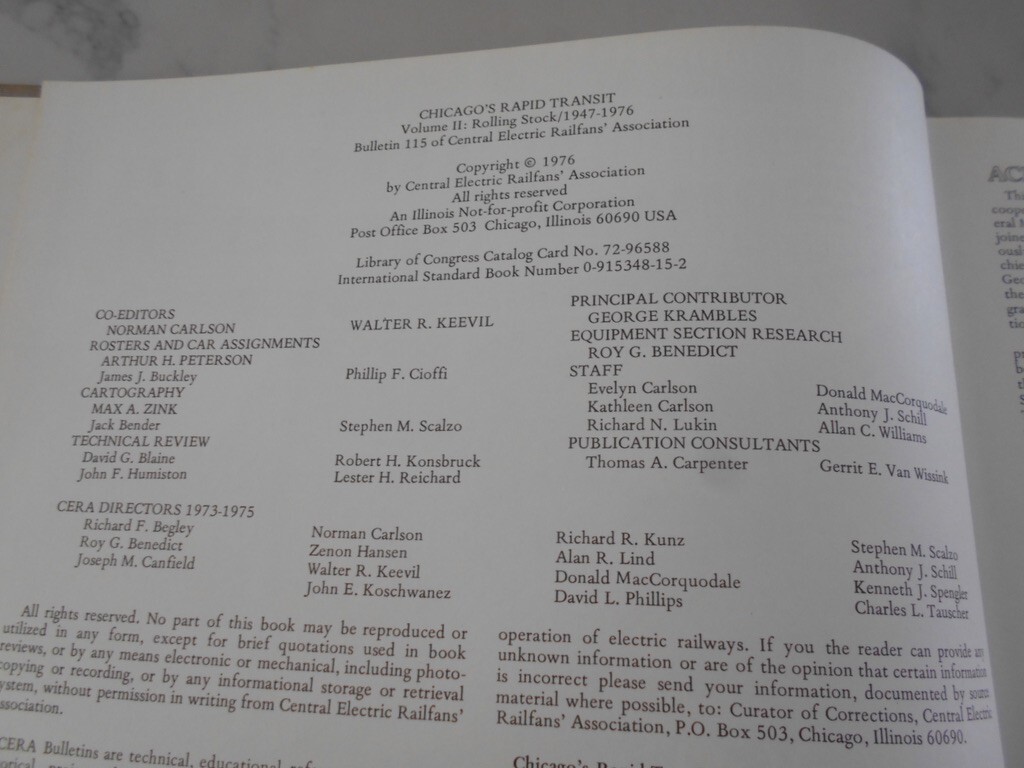 CHICAGO'S RAPID TRANSIT
Volume II: Rolling Stock/1947-1976
Bulletin 115 of Central Electric Railfans' Association
Copyright © 1976
by Central Electric Railfans' Association
All rights reserved
An Illinois Not-for-profit Corporation
Post Office Box 503 Chicago, Illinois 60690 USA
Library of Congress Catalog Card No. 72-96588
International Standard Book Number 0-915348-15-2
CO-EDITORS
NORMAN CARLSON WALTER R. KEEVIL
ROSTERS AND CAR ASSIGNMENTS
ARTHUR H. PETERSON
James J. Buckley Phillip F. Cioffi
CARTOGRAPHY
MAX A. ZINK
Jack Bender Stephen M. Scalzo
TECHNICAL REVIEW
David G. Blaine Robert H. Konsbruck
John F. Humiston Lester H. Reichard
PRINCIPAL CONTRIBUTOR
GEORGE KRAMBLES
EQUIPMENT SECTION RESEARCH
ROY G. BENEDICT
STAFF
Evelyn Carlson Donald MacCorquodale
Kathleen Carlson Anthony J. Schill
Richard N. Lukin Allan C. Williams
PUBLICATION CONSULTANTS
Thomas A. Carpenter Gerrit E. Van Wissink
CERA DIRECTORS 1973-1975
Richard F. Begley Norman Carlson Richard R. Kunz Stephen M. Scalzo
Roy G. Benedict Zenon Hansen Alan R. Lind Anthony J. Schill
Joseph M. Canfield Walter R. Keevil Donald MacCorquodale Kenneth J. Spengler
John E. Koschwanez David L. Phillips Charles L. Tauscher
All rights reserved. No part of this book may be reproduced or
utilized in any form, except for brief quotations used in book
reviews, or by any means electronic or mechanical, including photo-
copying or recording, or by any informational storage or retrieval
system, without permission in writing from Central Electric Railfans'
Association.
CERA Bulletins are technical, educational
operation of electric railways. If you the reader can provide any
unknown information or are of the opinion that certain information
is incorrect please send your information, documented by source
material where possible, to: Curator of Corrections, Central Electric
Railfans' Association, P.O. Box 503, Chicago, Illinois 60690.
Chicago's Rapid